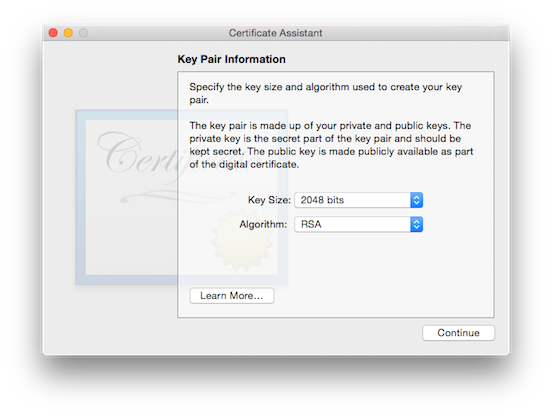 Certificate Assistant
Key Pair Information
Specify the key size and algorithm used to create your key
pair.
The key pair is made up of your private and public keys. The
private key is the secret part of the key pair and should be
kept secret. The public key is made publicly available as part
of the digital certificate.
Key Size: 2048 bits
Algorithm: RSA
Learn More...
Continue